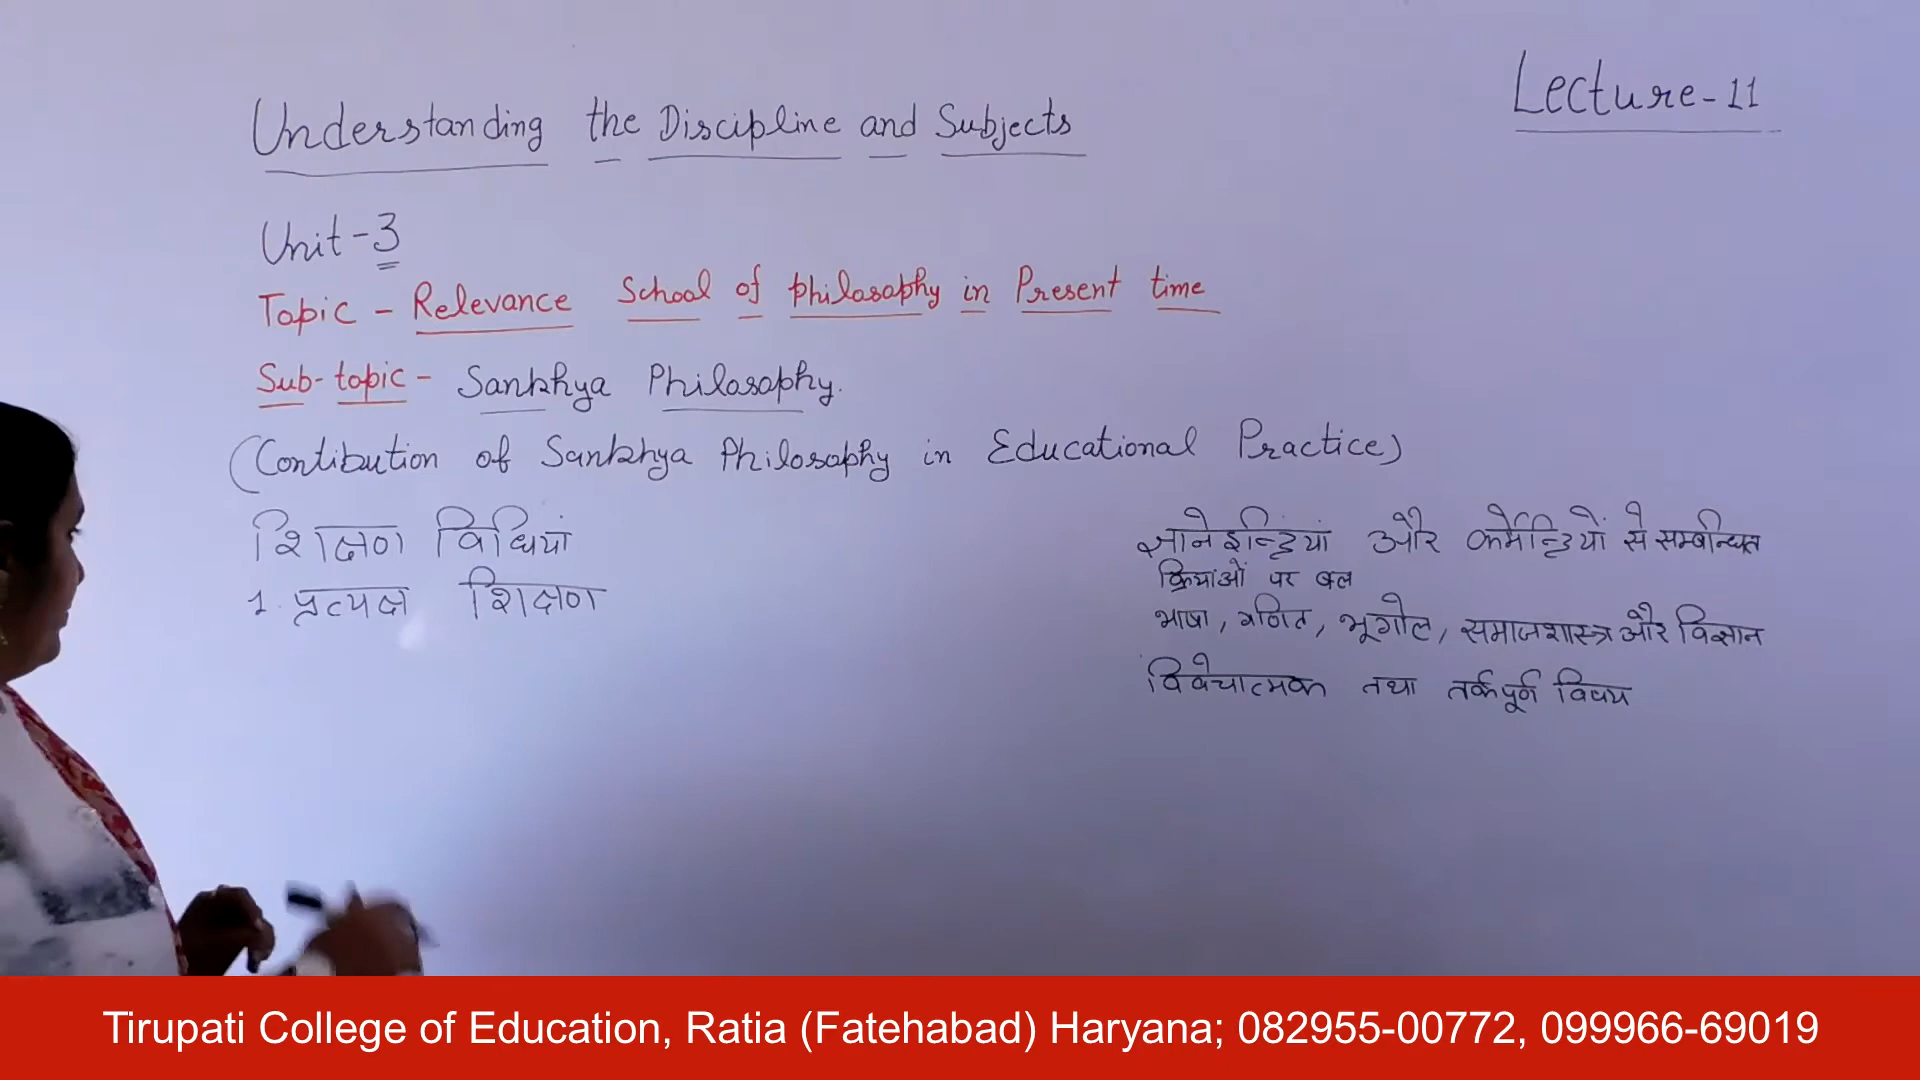 Lecture-11
Understanding the Discipline and Subjects
Unit-3
Topic - Relevance School of philosaphy in Present time
Sub-topic - Sankhya Philosaphy.
(Contibution of Sankhya Philosaphy in Educational Practice)
शिक्षण विधियां
1. प्रत्यक्ष शिक्षण
ज्ञानेइन्द्रियां और कर्मेन्द्रियों से सम्बन्धित
क्रियांओं पर बल
भाषा, गणित, भूगोल, समाजशास्त्र और विज्ञान
विवेचात्मक तथा तर्कपूर्ण विषय
Tirupati College of Education, Ratia (Fatehabad) Haryana; 082955-00772, 099966-69019